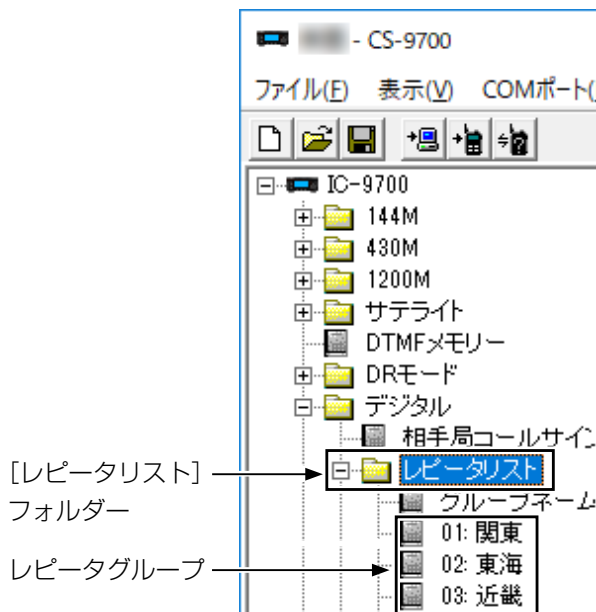 - CS-9700
ファイル(F) 表示(V) COMポート(
IC-9700
144M
430M
1200M
サテライト
DTMFメモリー
DRモード
デジタル
相手局コールサイン
[レピータリスト]
フォルダー
レピータリスト
グループネーム
レピータグループ
01: 関東
02: 東海
03: 近畿